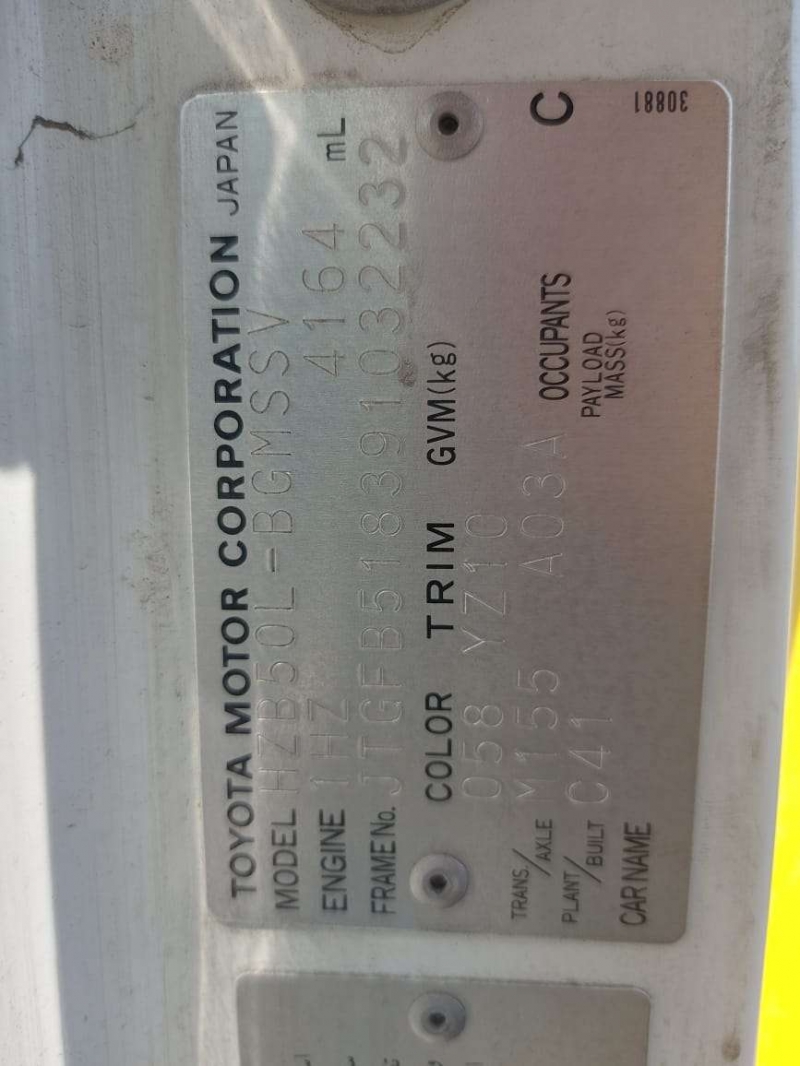 TOYOTA MOTOR CORPORATION JAPAN
MODEL HZB50L-BGMSSV
ENGINE 1HZ 4164 mL
FRAME No. JTGFB518391032232
COLOR TRIM GVM(kg)
058 YZ10
TRANS/AXLE M155 A03A
OCCUPANTS C
PLANT/BUILT C41
PAYLOAD MASS(kg)
CAR NAME
30881